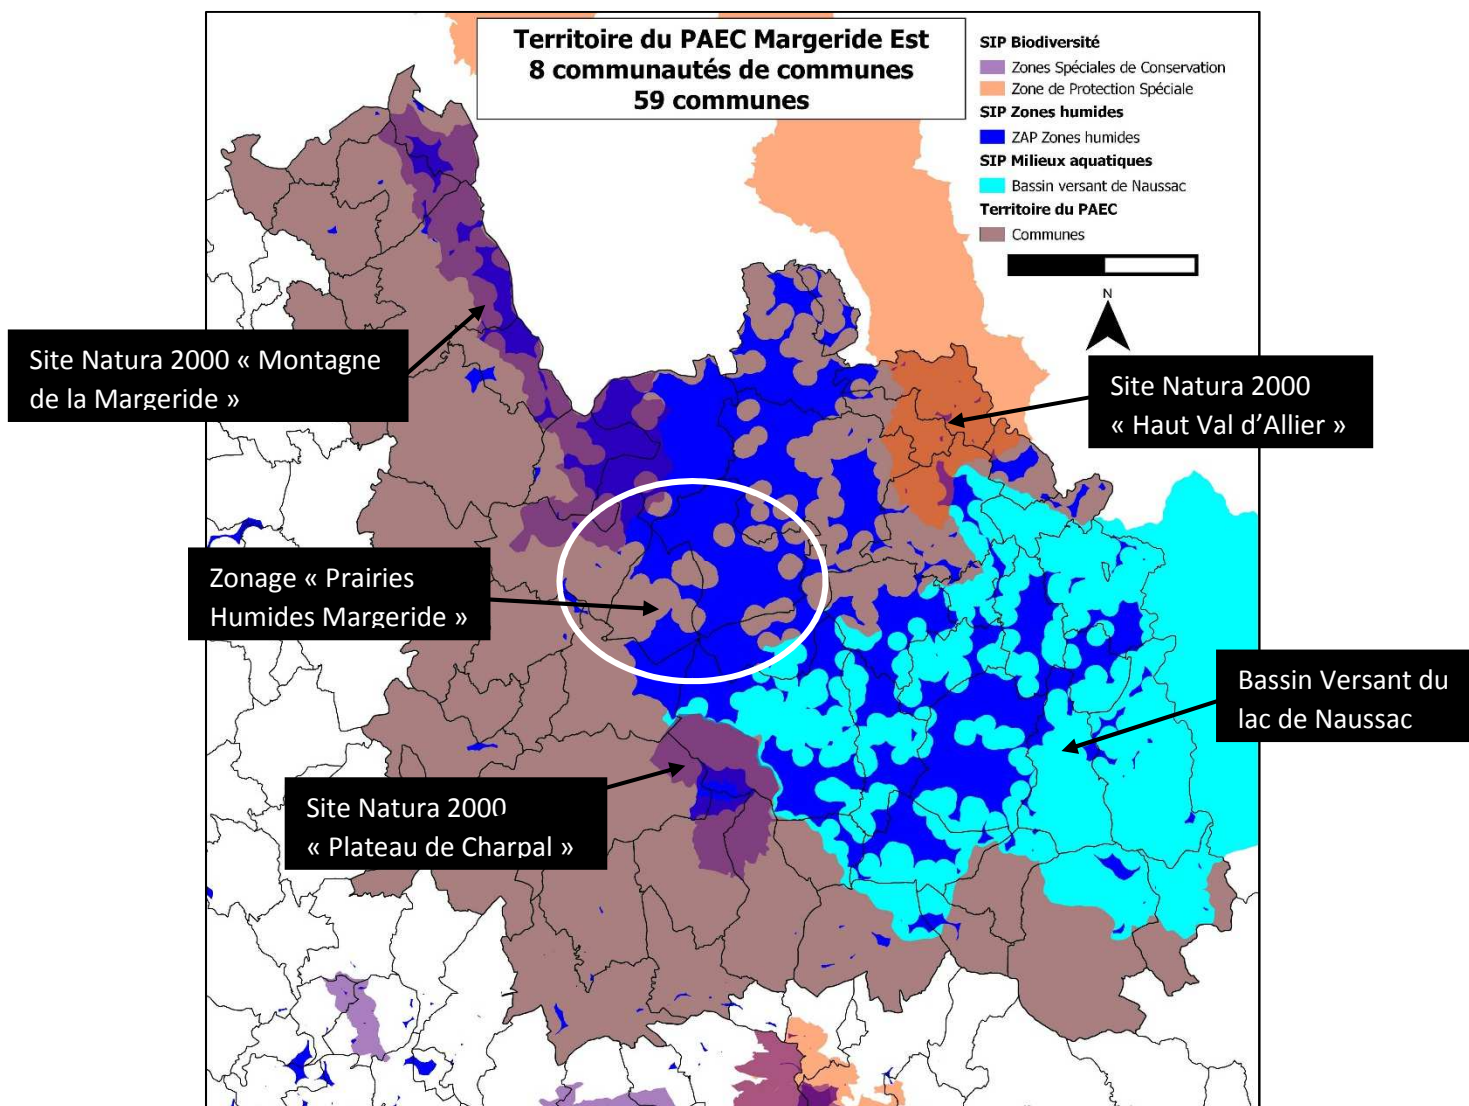 Territoire du PAEC Margeride Est
8 communautés de communes
59 communes
SIP Biodiversité
Zones Spéciales de Conservation
Zone de Protection Spéciale
SIP Zones humides
ZAP Zones humides
SIP Milieux aquatiques
Bassin versant de Naussac
Territoire du PAEC
Communes
N
Site Natura 2000 « Montagne
de la Margeride »
Site Natura 2000
« Haut Val d’Allier »
Zonage « Prairies
Humides Margeride »
Bassin Versant du
lac de Naussac
Site Natura 2000
« Plateau de Charpal »